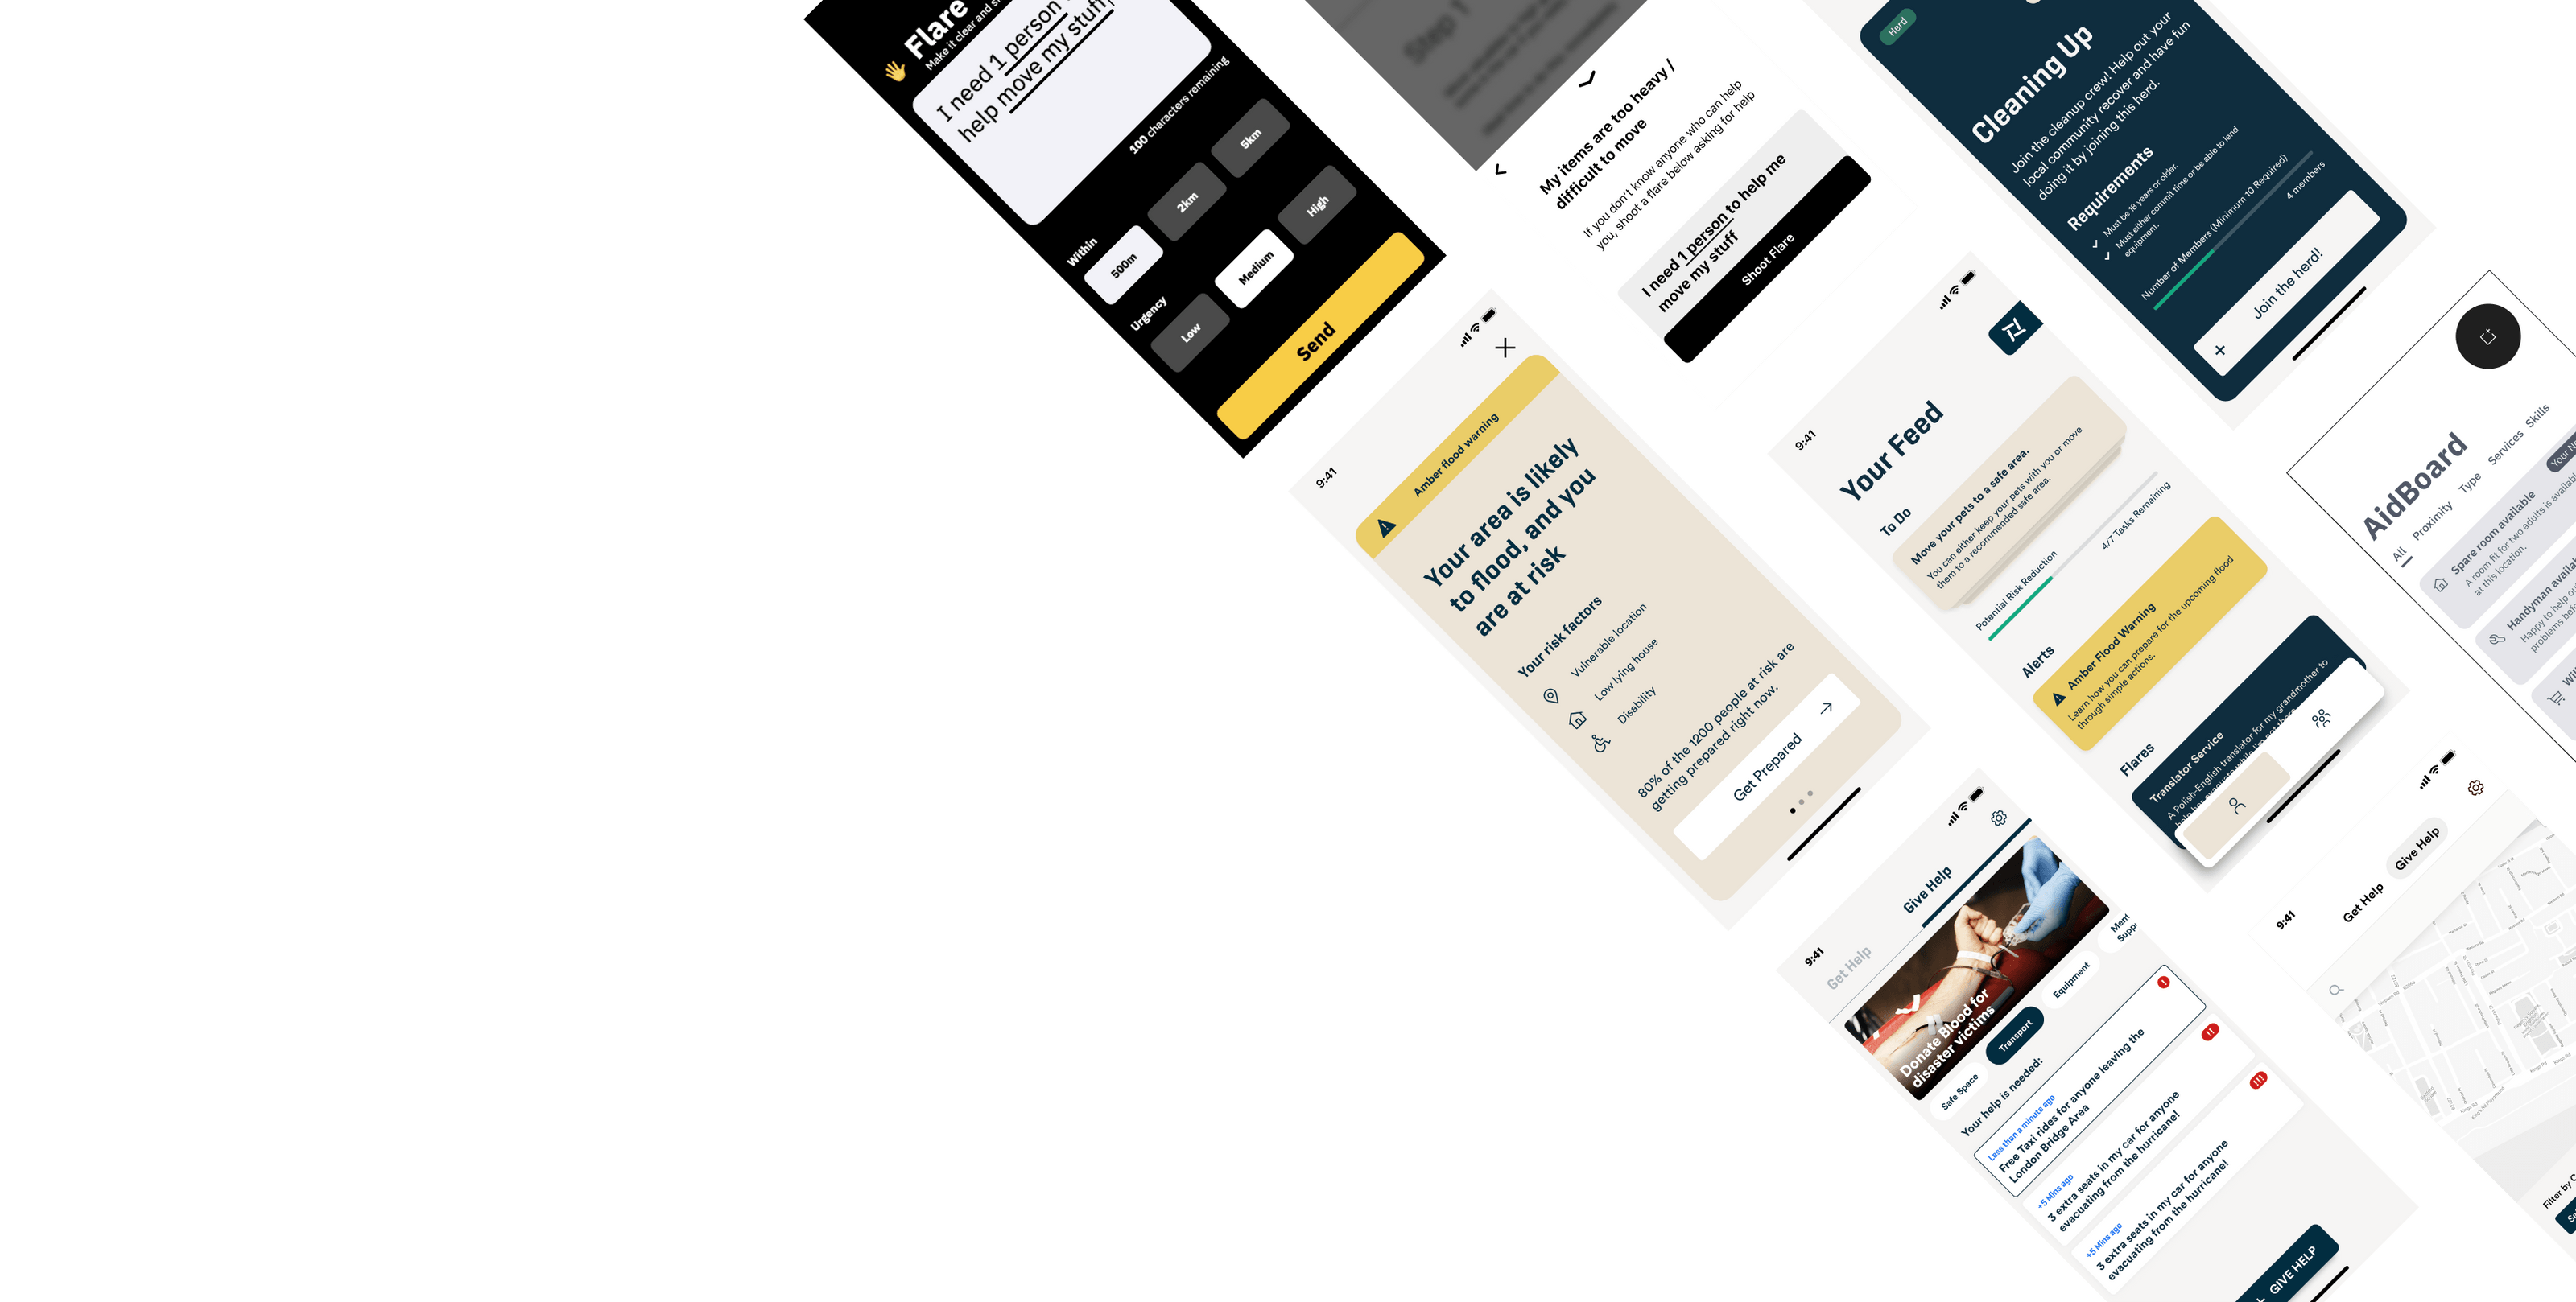 Flare
Make it clear and
I need 1 person
help move my stuff
100 characters remaining
Within
500m
2km
5km
Urgency
Low
Medium
High
Send
Step 1
My items are too heavy /
difficult to move
If you don't know anyone who can help
you, shoot a flare below asking for help
I need 1 person to help me
move my stuff
Shoot Flare
Herd
Cleaning Up
Join the cleanup crew! Help out your
local community recover and have fun
doing it by joining this herd.
Requirements
Must be 18 years or older.
Must either commit time or be able to lend
equipment.
Number of Members (Minimum 10 Required)
4 members
Join the herd!
9:41
Amber flood warning
Your area is likely
to flood, and you
are at risk
Your risk factors
Vulnerable location
Low lying house
Disability
80% of the 1200 people at risk are
getting prepared right now.
Get Prepared
9:41
Your Feed
To Do
Move your pets to a safe area.
You can either keep your pets with you or move
them to a recommended safe area.
Potential Risk Reduction
4/7 Tasks Remaining
Alerts
Amber Flood Warning
Learn how you can prepare for the upcoming flood
through simple actions.
Flares
Translator Service
A Polish-English translator for my grandmother to
AidBoard
All
Proximity
Type
Services
Skills
Spare room available
A room fit for two adults is
at this location.
Handyman
Happy to help
problems
9:41
Get Help
Give Help
Donate Blood for
disaster victims
Safe Space
Transport
Equipment
Your help is needed:
Less than a minute ago
Free Taxi rides for anyone leaving the
London Bridge Area
!
+5 Mins ago
3 extra seats in my car for anyone
evacuating from the hurricane!
!!
+5 Mins ago
3 extra seats in my car for anyone
evacuating from the hurricane!
!!!
GIVE HELP
9:41
Get Help
Give Help
Filter by